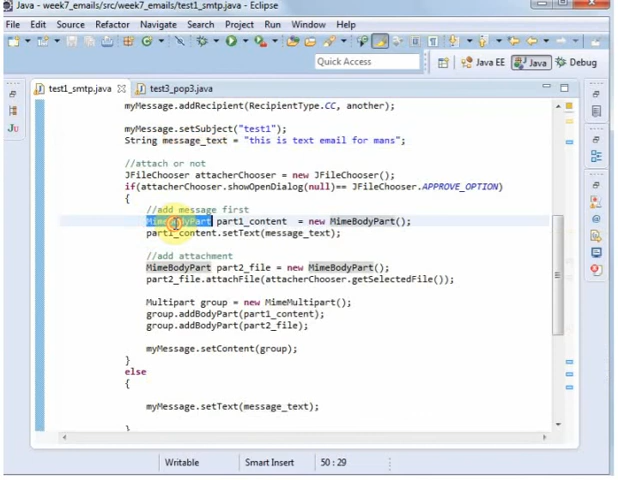 Java - week7_emails/src/week7_emails/test1_smtp.java - Eclipse
File Edit Source Refactor Navigate Search Project Run Window Help
Quick Access
Java EE Java Debug
test1_smtp.java test3_pop3.java
myMessage.addRecipient(RecipientType.CC, another);
myMessage.setSubject("test1");
String message_text = "this is text email for mans";
//attach or not
JFileChooser attacherChooser = new JFileChooser();
if(attacherChooser.showOpenDialog(null)== JFileChooser.APPROVE_OPTION)
{
//add message first
MimeBodyPart part1_content = new MimeBodyPart();
part1_content.setText(message_text);
//add attachment
MimeBodyPart part2_file = new MimeBodyPart();
part2_file.attachFile(attacherChooser.getSelectedFile());
Multipart group = new MimeMultipart();
group.addBodyPart(part1_content);
group.addBodyPart(part2_file);
myMessage.setContent(group);
}
else
{
myMessage.setText(message_text);
}
Writable Smart Insert 50 : 29